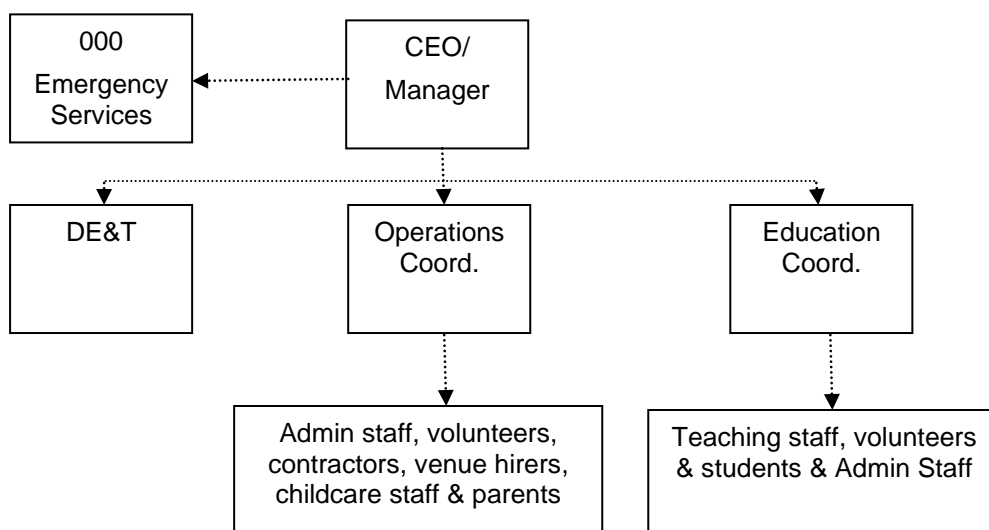 000
Emergency
Services
CEO/
Manager
DE&T
Operations
Coord.
Education
Coord.
Admin staff, volunteers,
contractors, venue hirers,
childcare staff & parents
Teaching staff, volunteers
& students & Admin Staff